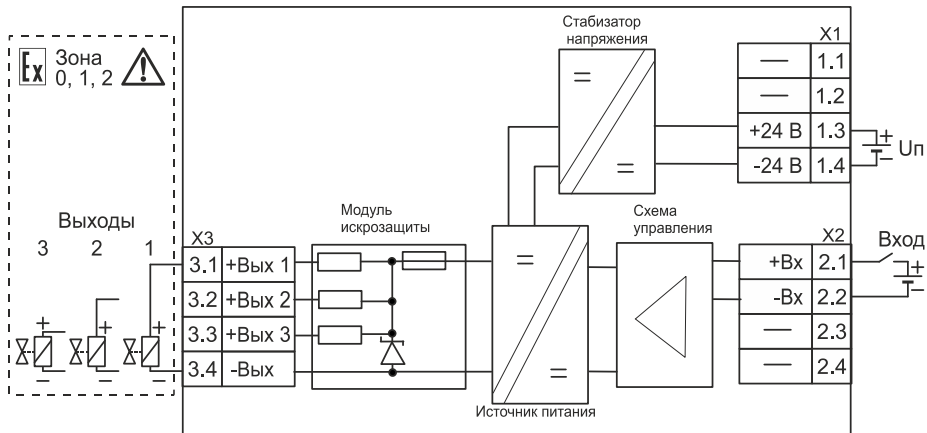 Стабизатор
напряжения
X1
— 1.1
— 1.2
+24 В 1.3
-24 В 1.4
+
–
Uп
Ex Зона
0, 1, 2
Выходы
3 2 1
X3
3.1 +Вых 1
3.2 +Вых 2
3.3 +Вых 3
3.4 -Вых
+ + +
– – –
Модуль
искрозащиты
Источник питания
Схема
управления
X2
+Вх 2.1
-Вх 2.2
— 2.3
— 2.4
Вход
+
–